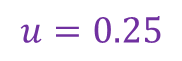 u = 0.25